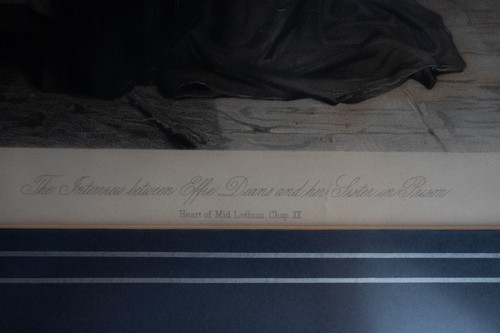 The Interview between Effie Deans and her Sister in Prison
Heart of Mid Lothian, Chap. XX